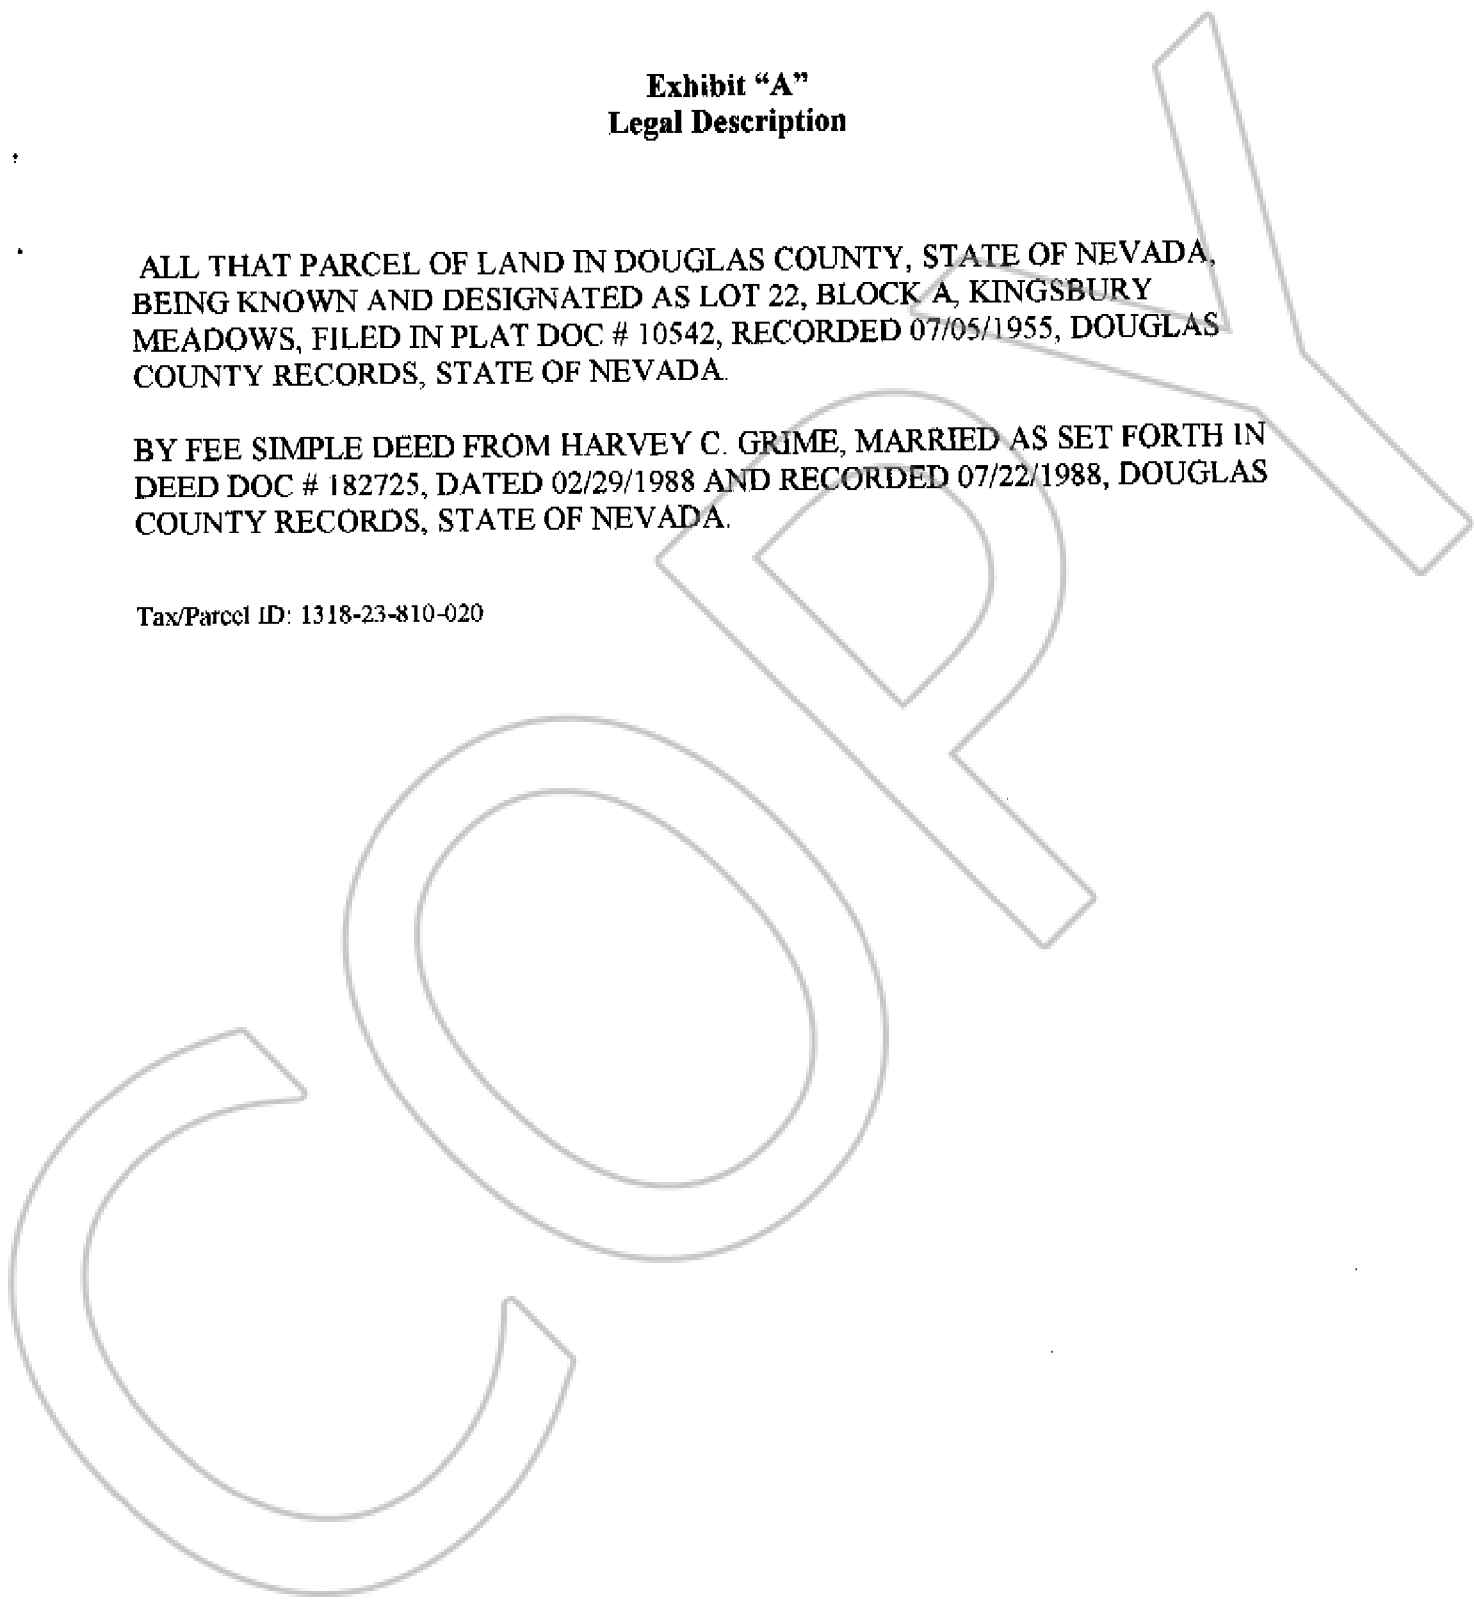 Exhibit “A”
Legal Description
ALL THAT PARCEL OF LAND IN DOUGLAS COUNTY, STATE OF NEVADA,
BEING KNOWN AND DESIGNATED AS LOT 22, BLOCK A, KINGSBURY
MEADOWS, FILED IN PLAT DOC # 10542, RECORDED 07/05/1955, DOUGLAS
COUNTY RECORDS, STATE OF NEVADA.
BY FEE SIMPLE DEED FROM HARVEY C. GRIME, MARRIED AS SET FORTH IN
DEED DOC # 182725, DATED 02/29/1988 AND RECORDED 07/22/1988, DOUGLAS
COUNTY RECORDS, STATE OF NEVADA.
Tax/Parcel ID: 1318-23-810-020
COPY